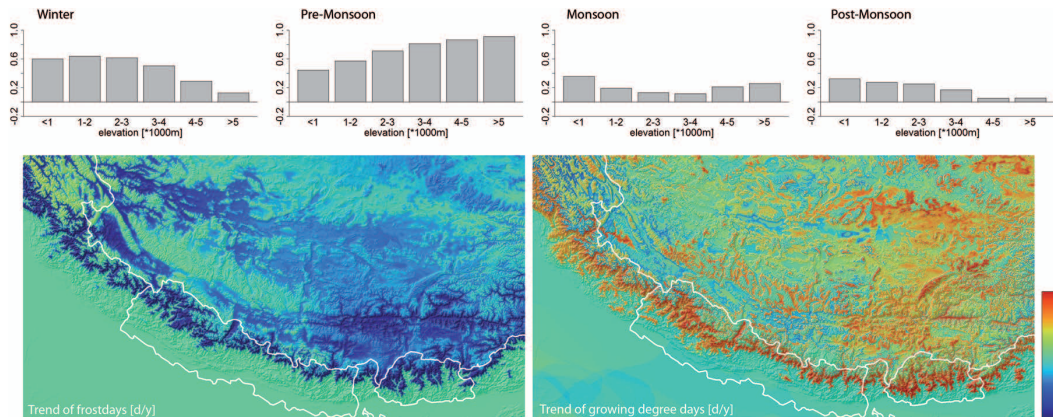 Winter
Pre-Monsoon
Monsoon
Post-Monsoon
1.0
0.6
0.2
-0.2
<1 1-2 2-3 3-4 4-5 >5
elevation [*1000m]
1.0
0.6
0.2
-0.2
<1 1-2 2-3 3-4 4-5 >5
elevation [*1000m]
1.0
0.6
0.2
-0.2
<1 1-2 2-3 3-4 4-5 >5
elevation [*1000m]
1.0
0.6
0.2
-0.2
<1 1-2 2-3 3-4 4-5 >5
elevation [*1000m]
Trend of frostdays [d/y]
Trend of growing degree days [d/y]